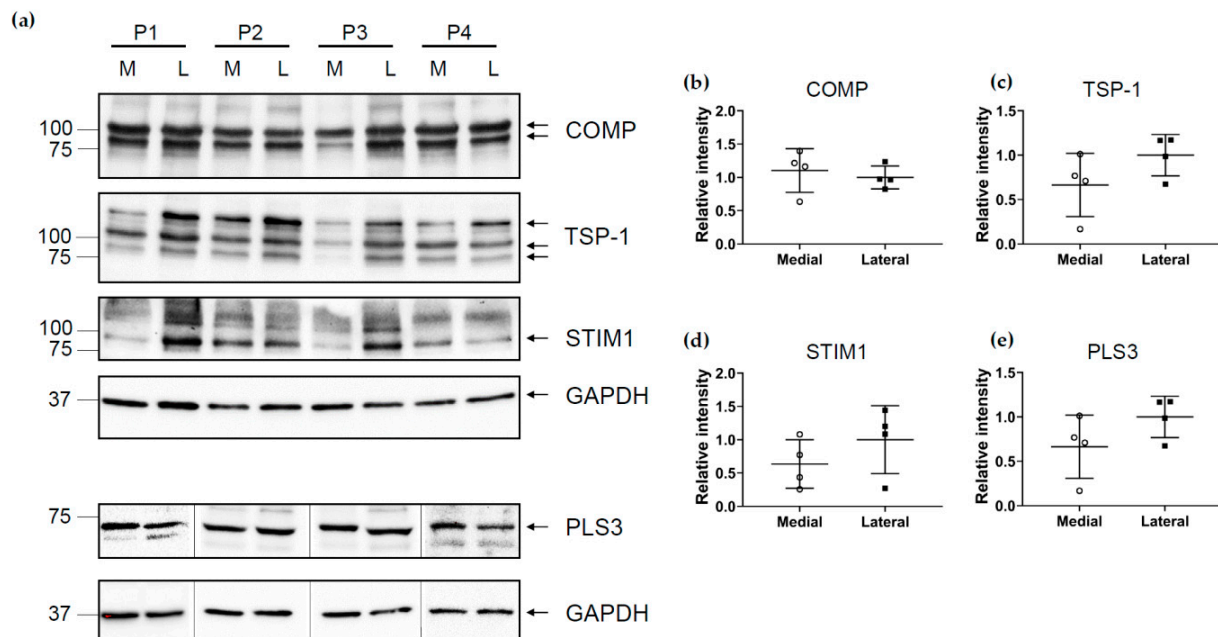 (a)
P1 P2 P3 P4
M L M L M L M L
100
75
COMP
100
75
TSP-1
100
75
STIM1
37
GAPDH
75
PLS3
37
GAPDH
(b)
COMP
Relative intensity
2.0
1.5
1.0
0.5
0.0
Medial Lateral
(c)
TSP-1
Relative intensity
1.5
1.0
0.5
0.0
Medial Lateral
(d)
STIM1
Relative intensity
2.0
1.5
1.0
0.5
0.0
Medial Lateral
(e)
PLS3
Relative intensity
1.5
1.0
0.5
0.0
Medial Lateral